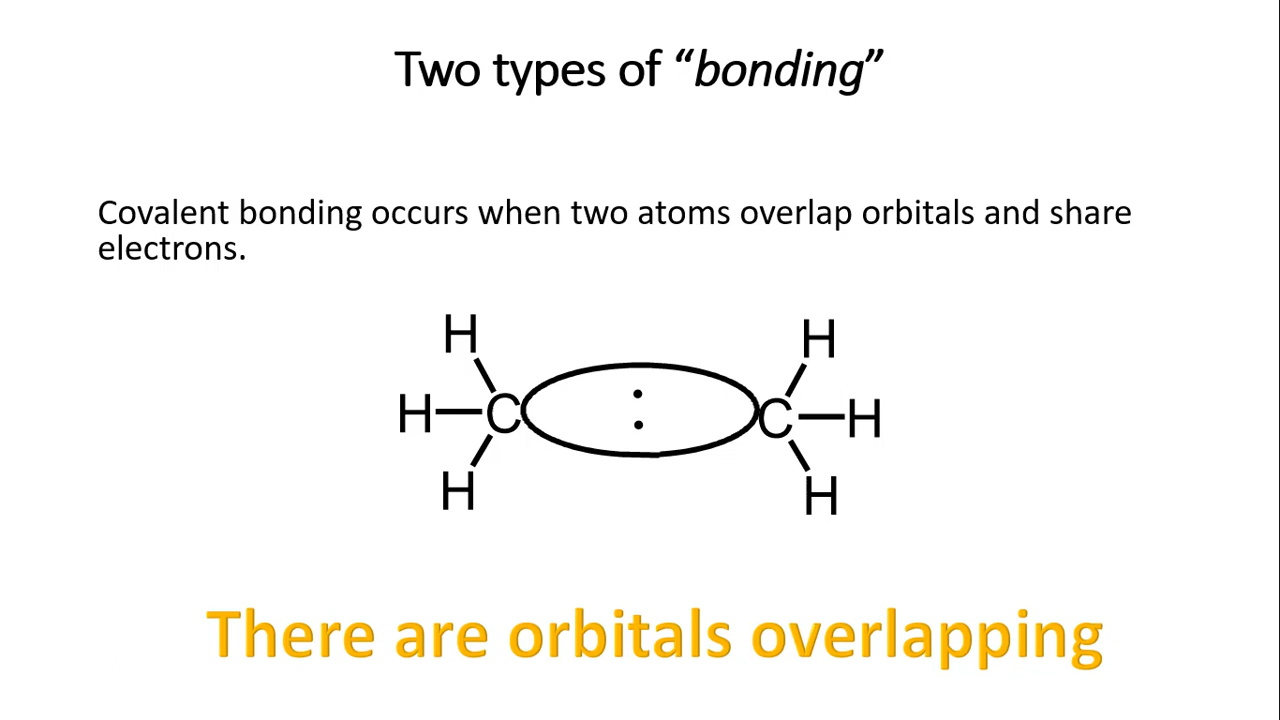 Two types of “bonding”
Covalent bonding occurs when two atoms overlap orbitals and share
electrons.
H H
H C : C H
H H
There are orbitals overlapping